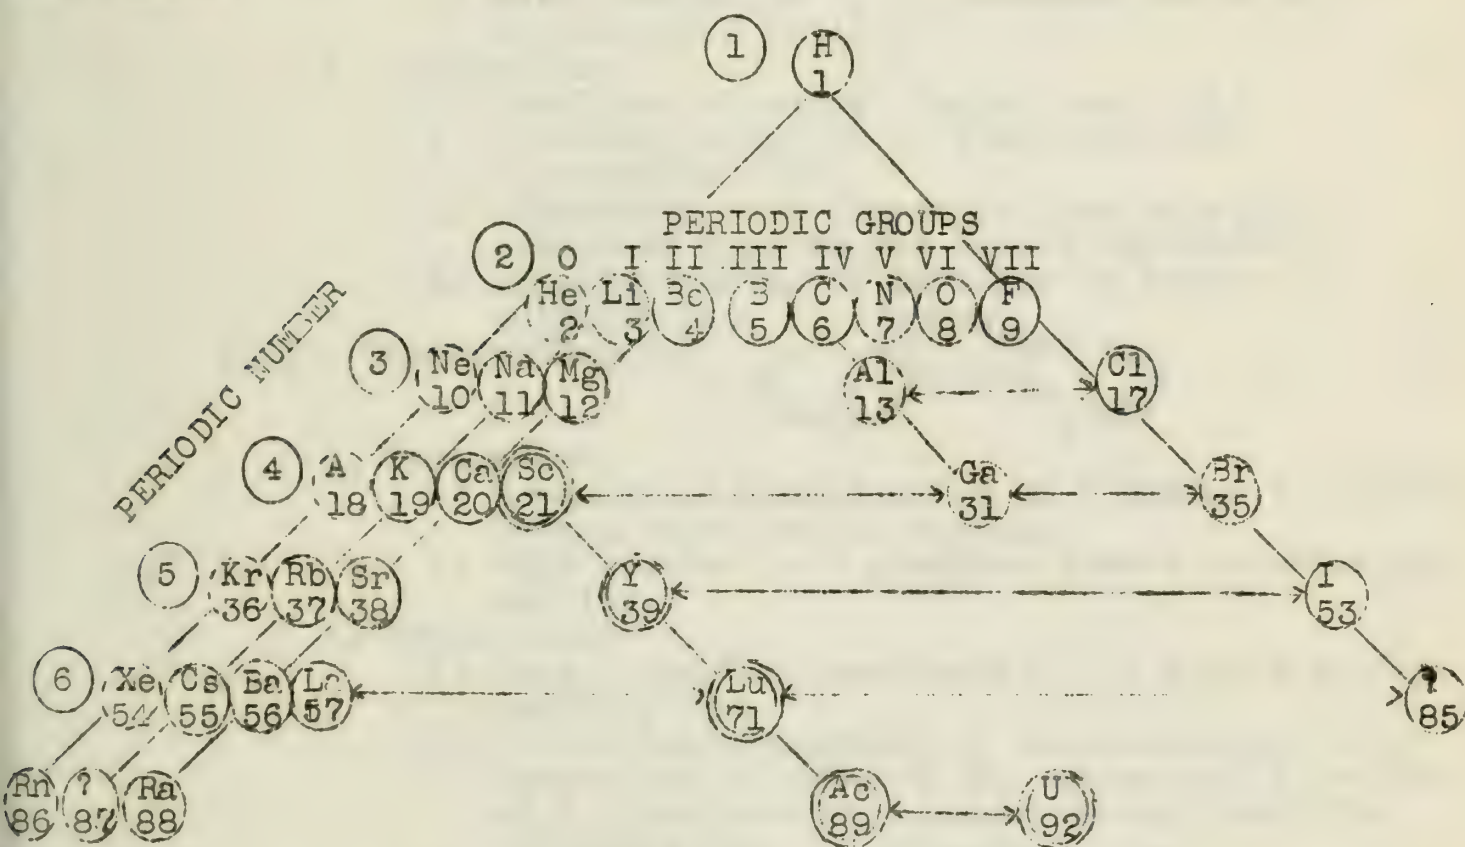 1 H
1
PERIODIC GROUPS
2 O I II III IV V VI VII
He Li Be B C N O F
2 3 4 5 6 7 8 9
PERIODIC NUMBER
3 Ne Na Mg Al Cl
10 11 12 13 17
4 A K Ca Sc Ga Br
18 19 20 21 31 35
5 Kr Rb Sr Y I
36 37 38 39 53
6 Xe Cs Ba La Lu ?
54 55 56 57 71 85
Rn ? Ra Ac U
86 87 88 89 92